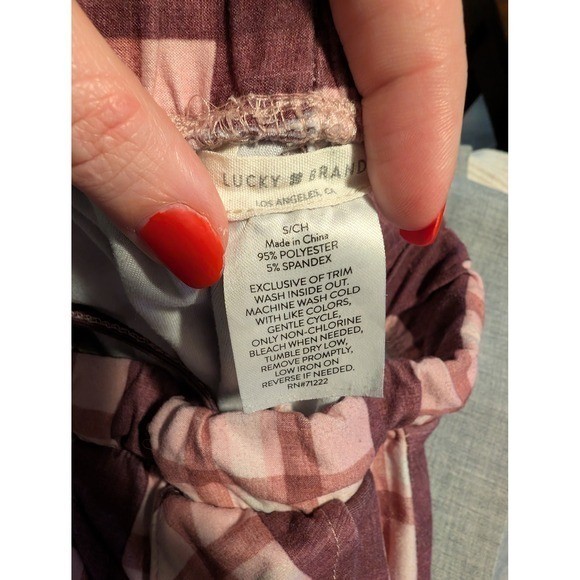 LUCKY BRAND
LOS ANGELES, CA
S/CH
Made in China
95% POLYESTER
5% SPANDEX
EXCLUSIVE OF TRIM
WASH INSIDE OUT.
MACHINE WASH COLD
WITH LIKE COLORS,
GENTLE CYCLE,
ONLY NON-CHLORINE
BLEACH WHEN NEEDED,
TUMBLE DRY LOW,
REMOVE PROMPTLY,
LOW IRON ON
REVERSE IF NEEDED.
RN#71222